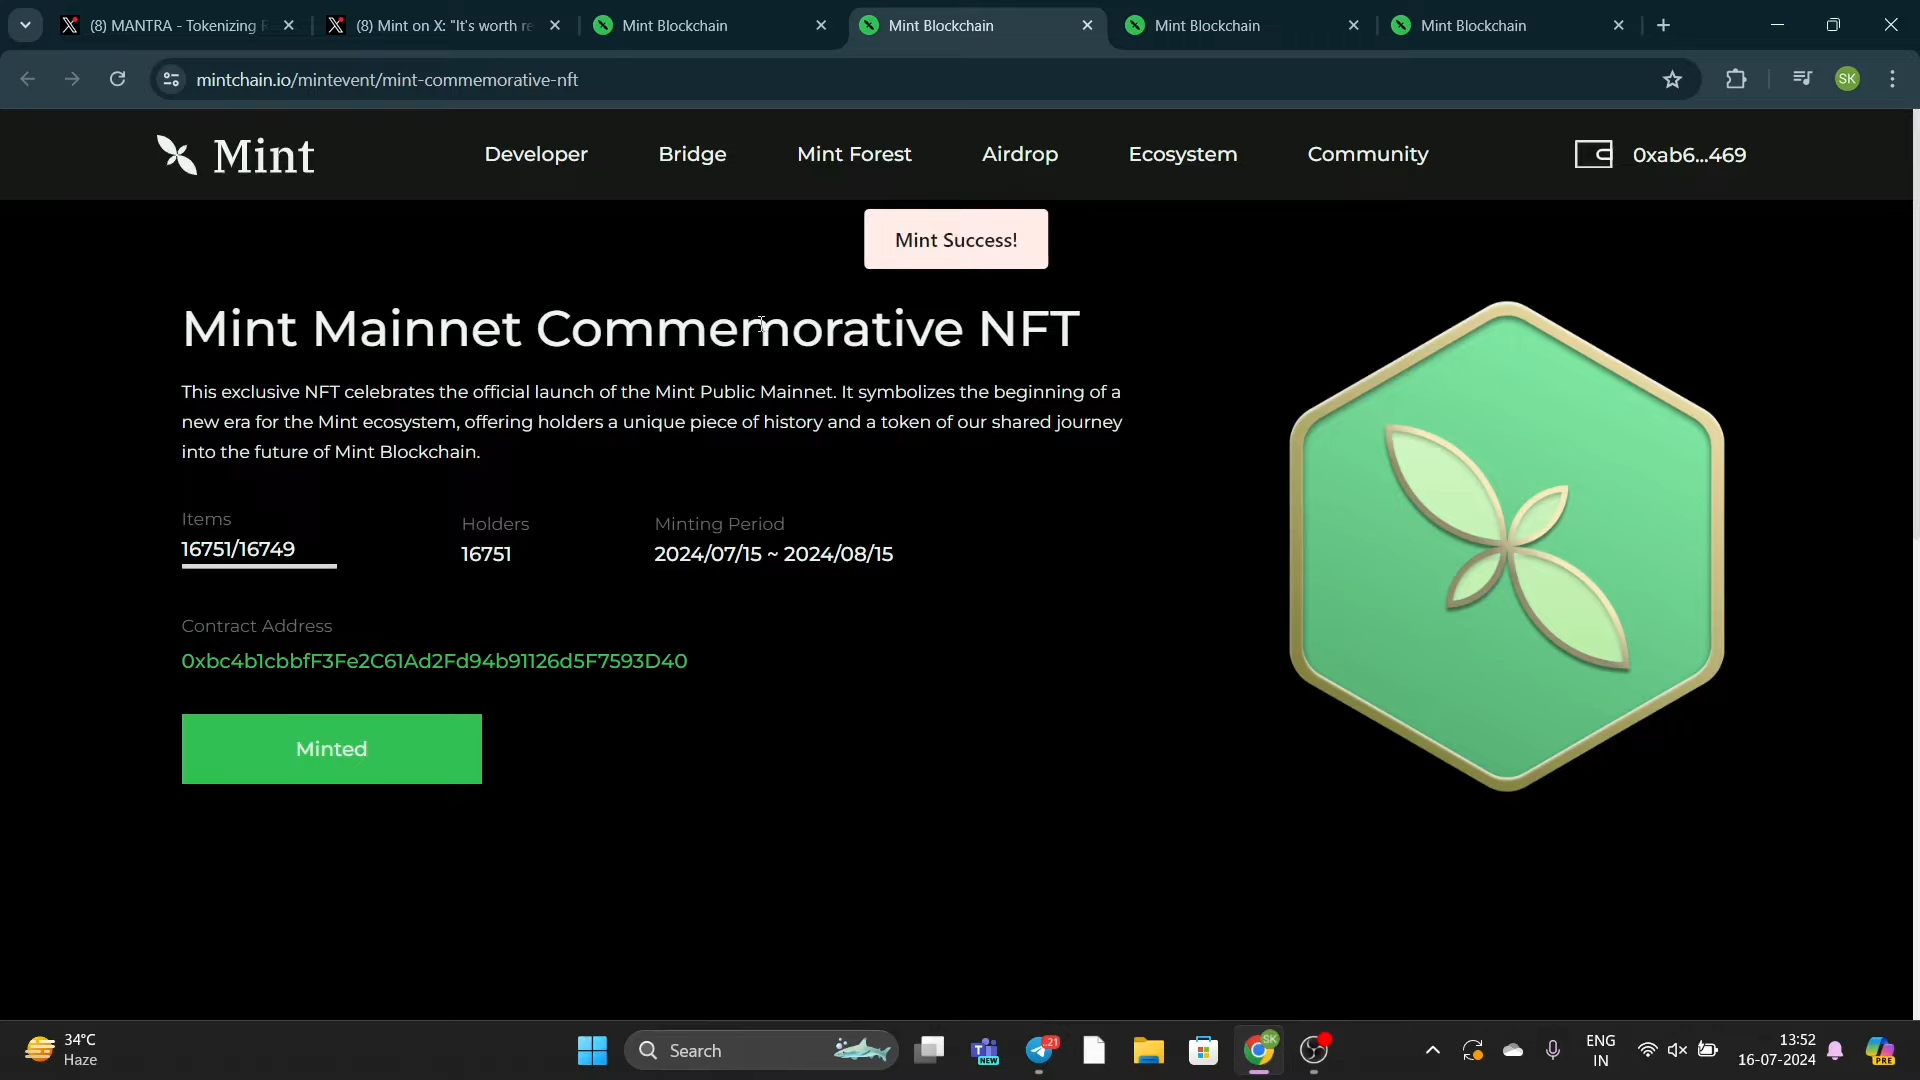 (8) MANTRA - Tokenizing
(8) Mint on X: "It's worth re
Mint Blockchain
Mint Blockchain
Mint Blockchain
Mint Blockchain
mintchain.io/mintevent/mint-commemorative-nft
SK
Mint
Developer
Bridge
Mint Forest
Airdrop
Ecosystem
Community
0xab6...469
Mint Success!
Mint Mainnet Commemorative NFT
This exclusive NFT celebrates the official launch of the Mint Public Mainnet. It symbolizes the beginning of a
new era for the Mint ecosystem, offering holders a unique piece of history and a token of our shared journey
into the future of Mint Blockchain.
Items
16751/16749
Holders
16751
Minting Period
2024/07/15 ~ 2024/08/15
Contract Address
0xbc4b1cbbfF3Fe2C61Ad2Fd94b91126d5F7593D40
Minted
34°C
Haze
Search
NEW
21
SK
ENG
IN
13:52
16-07-2024
PRE